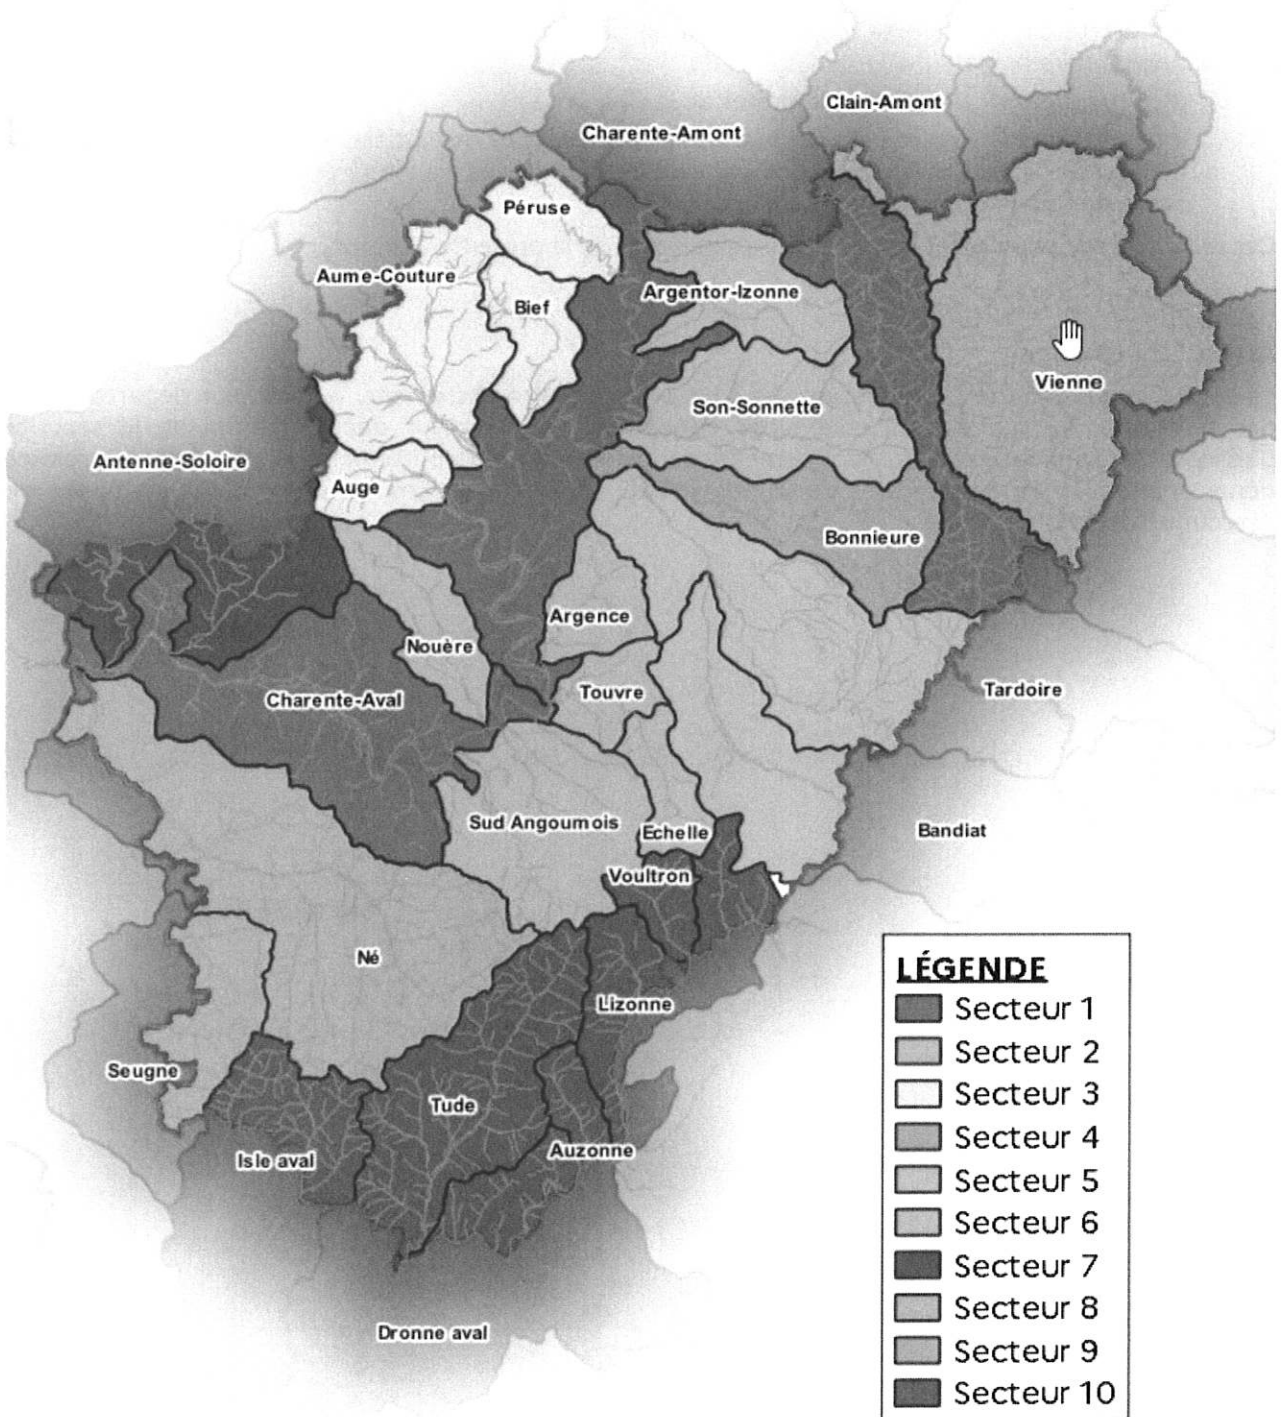 Clain-Amont
Charente-Amont
Péruse
Aume-Couture
Argentor-Izonne
Bief
Vienne
Son-Sonnette
Antenne-Soloire
Auge
Bonnieure
Argence
Nouère
Tardoire
Touvre
Charente-Aval
Sud Angoumois
Echelle
Bandiat
Voultron
Né
Lizonne
Seugne
Tude
Auzonne
Isle aval
Dronne aval
LÉGENDE
Secteur 1
Secteur 2
Secteur 3
Secteur 4
Secteur 5
Secteur 6
Secteur 7
Secteur 8
Secteur 9
Secteur 10